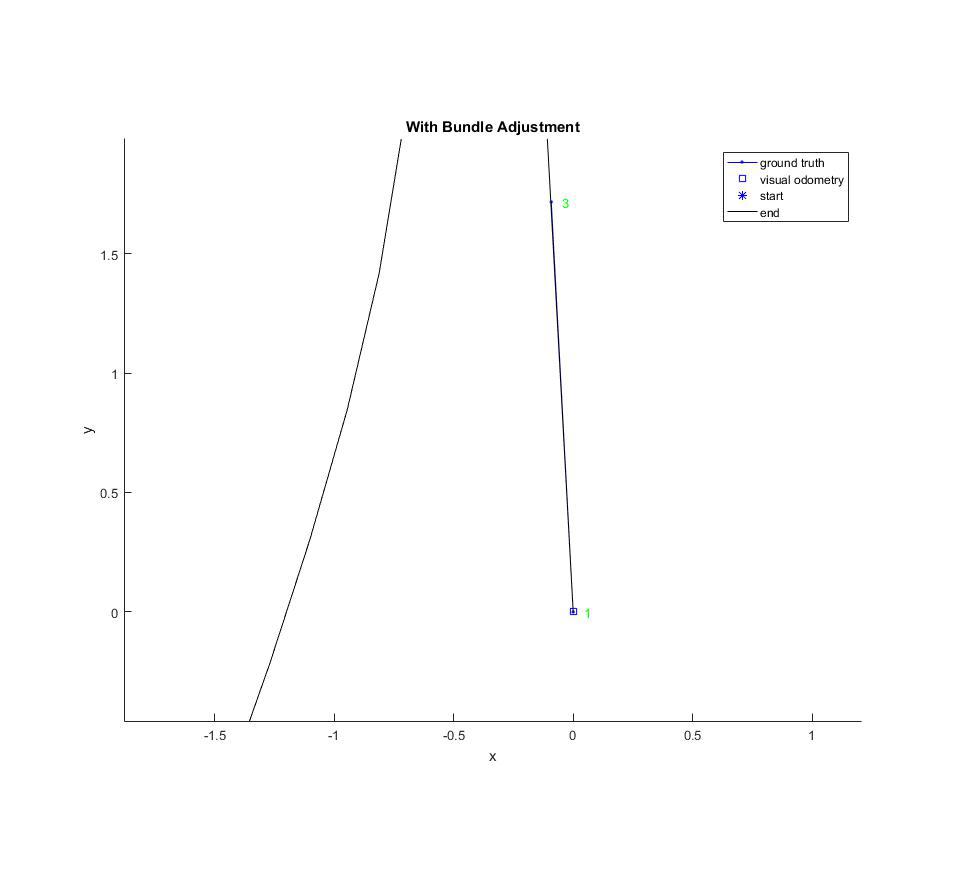 With Bundle Adjustment
ground truth
visual odometry
start
end
3
1
y
1.5
1
0.5
0
-1.5
-1
-0.5
0
0.5
1
x